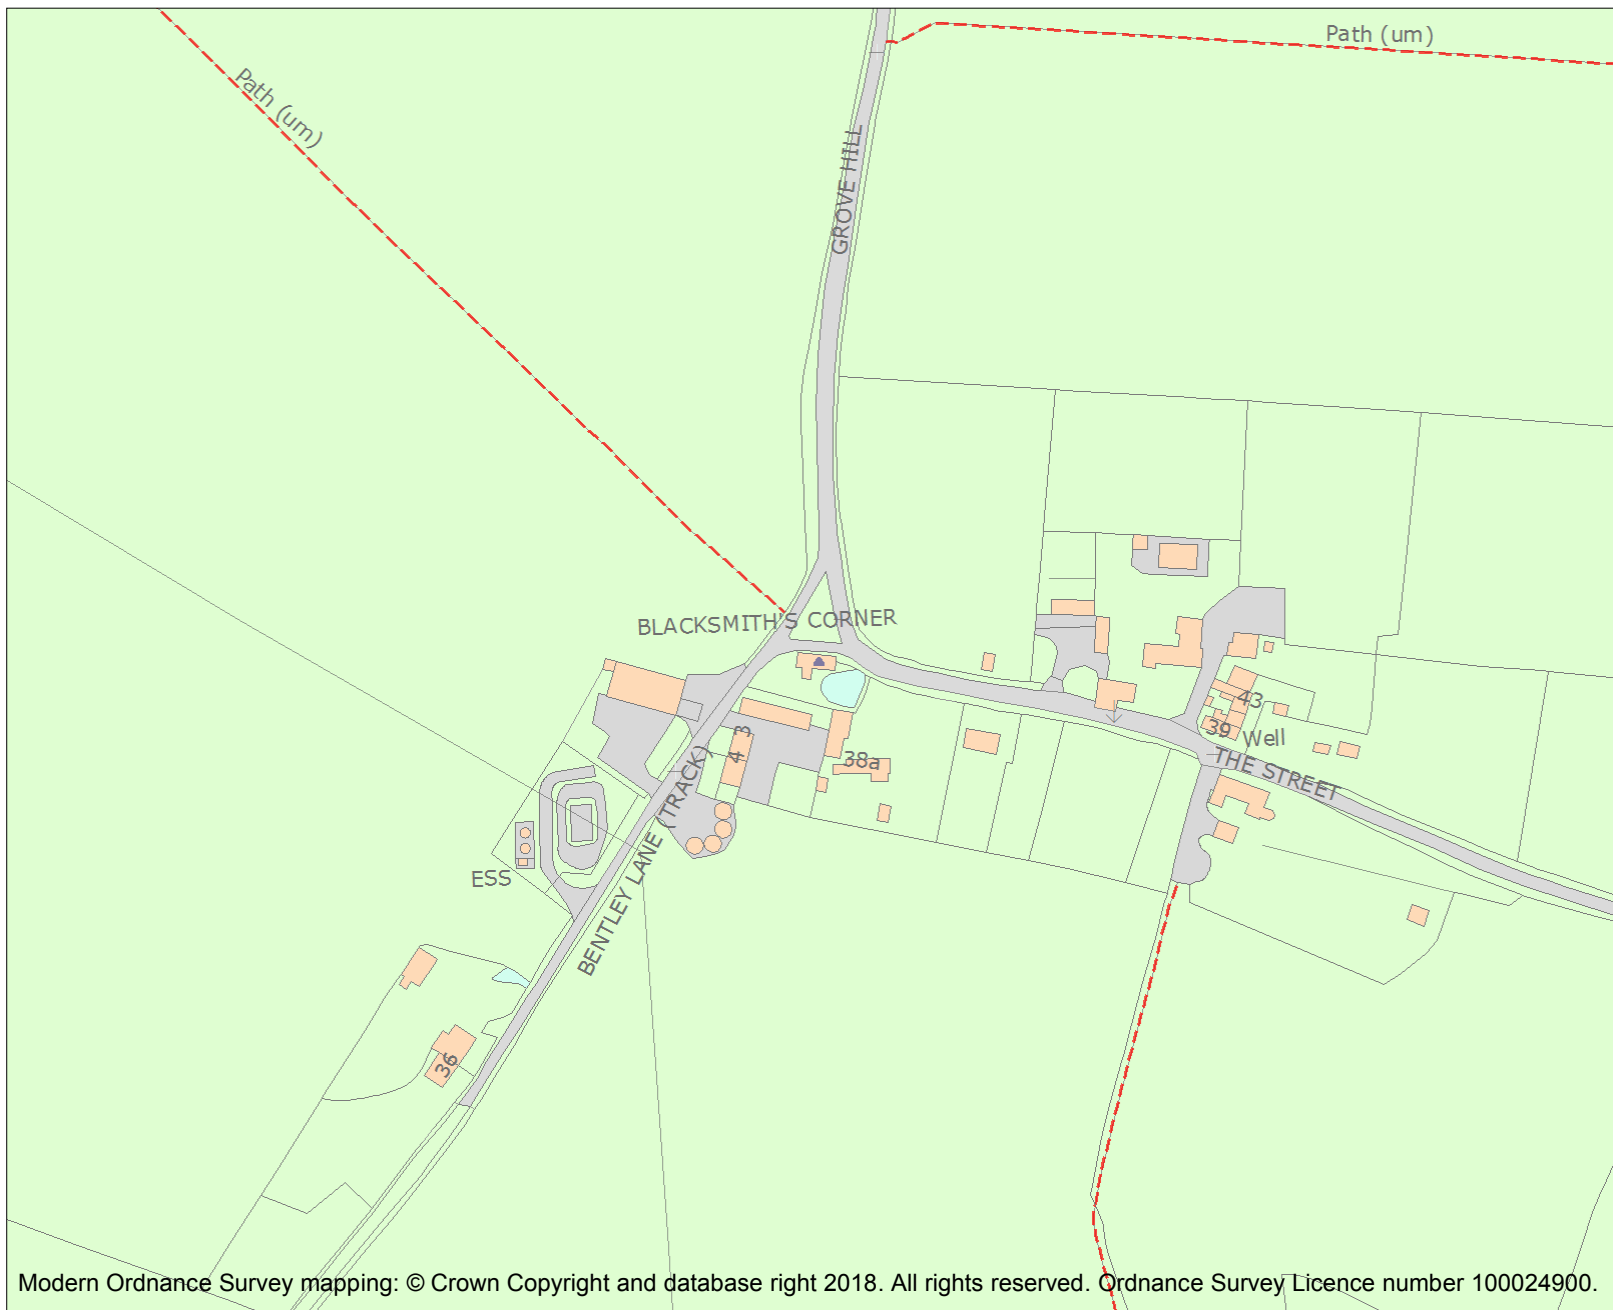 Path (um)
Path (um)
GROVE HILL
BLACKSMITH'S CORNER
43
39
Well
THE STREET
3
4
38a
BENTLEY LANE (TRACK)
ESS
36
Modern Ordnance Survey mapping: © Crown Copyright and database right 2018. All rights reserved. Ordnance Survey Licence number 100024900.